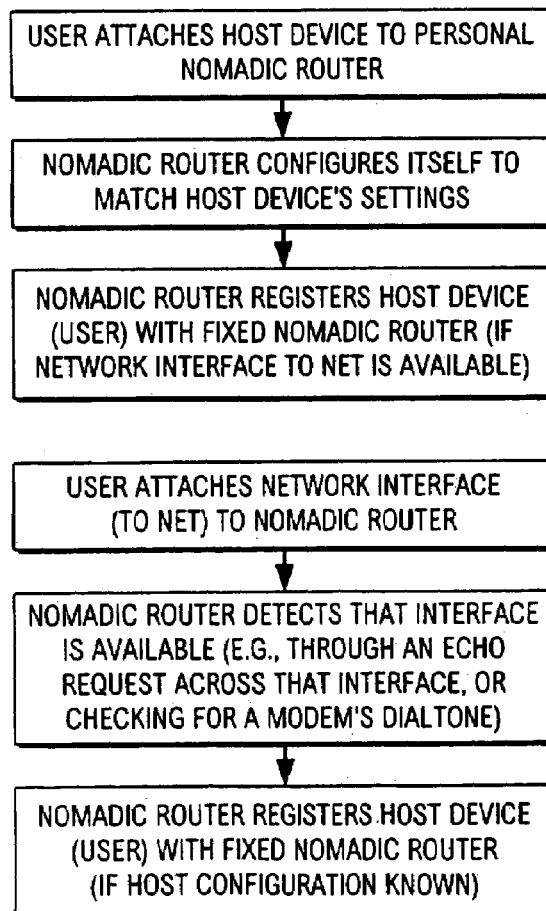 USER ATTACHES HOST DEVICE TO PERSONAL
NOMADIC ROUTER
NOMADIC ROUTER CONFIGURES ITSELF TO
MATCH HOST DEVICE'S SETTINGS
NOMADIC ROUTER REGISTERS HOST DEVICE
(USER) WITH FIXED NOMADIC ROUTER (IF
NETWORK INTERFACE TO NET IS AVAILABLE)
USER ATTACHES NETWORK INTERFACE
(TO NET) TO NOMADIC ROUTER
NOMADIC ROUTER DETECTS THAT INTERFACE
IS AVAILABLE (E.G., THROUGH AN ECHO
REQUEST ACROSS THAT INTERFACE, OR
CHECKING FOR A MODEM'S DIALTONE)
NOMADIC ROUTER REGISTERS HOST DEVICE
(USER) WITH FIXED NOMADIC ROUTER
(IF HOST CONFIGURATION KNOWN)